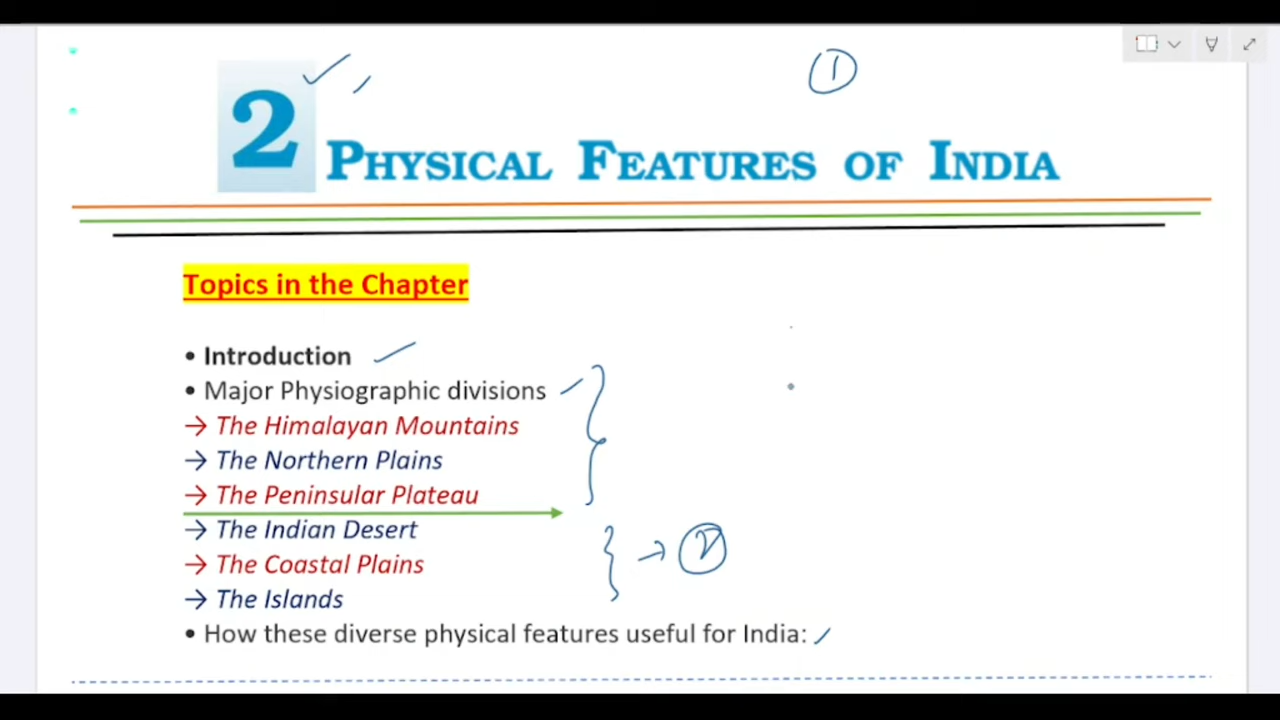 ①
2 PHYSICAL FEATURES OF INDIA
Topics in the Chapter
• Introduction
• Major Physiographic divisions
→ The Himalayan Mountains
→ The Northern Plains
→ The Peninsular Plateau
→ The Indian Desert
→ The Coastal Plains
→ The Islands
• How these diverse physical features useful for India: